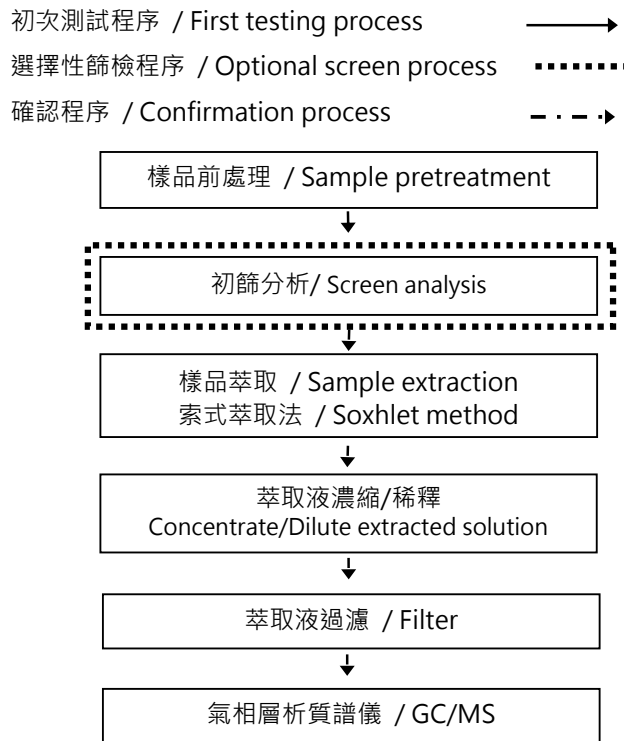 初次測試程序 / First testing process
選擇性篩檢程序 / Optional screen process
確認程序 / Confirmation process
樣品前處理 / Sample pretreatment
初篩分析/ Screen analysis
樣品萃取 / Sample extraction
索式萃取法 / Soxhlet method
萃取液濃縮/稀釋
Concentrate/Dilute extracted solution
萃取液過濾 / Filter
氣相層析質譜儀 / GC/MS